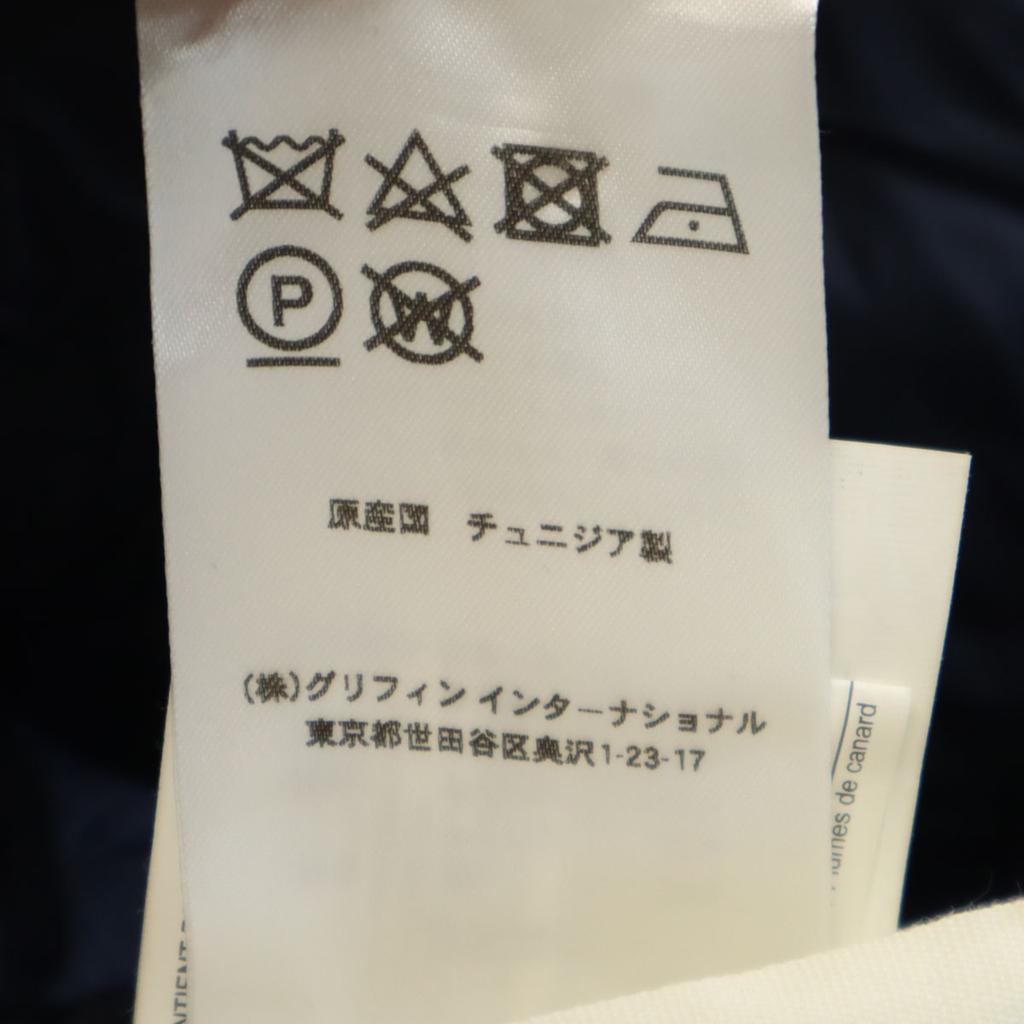 P W
原産国 チュニジア製
(株)グリフィン インターナショナル
東京都世田谷区奥沢1-23-17
de canard